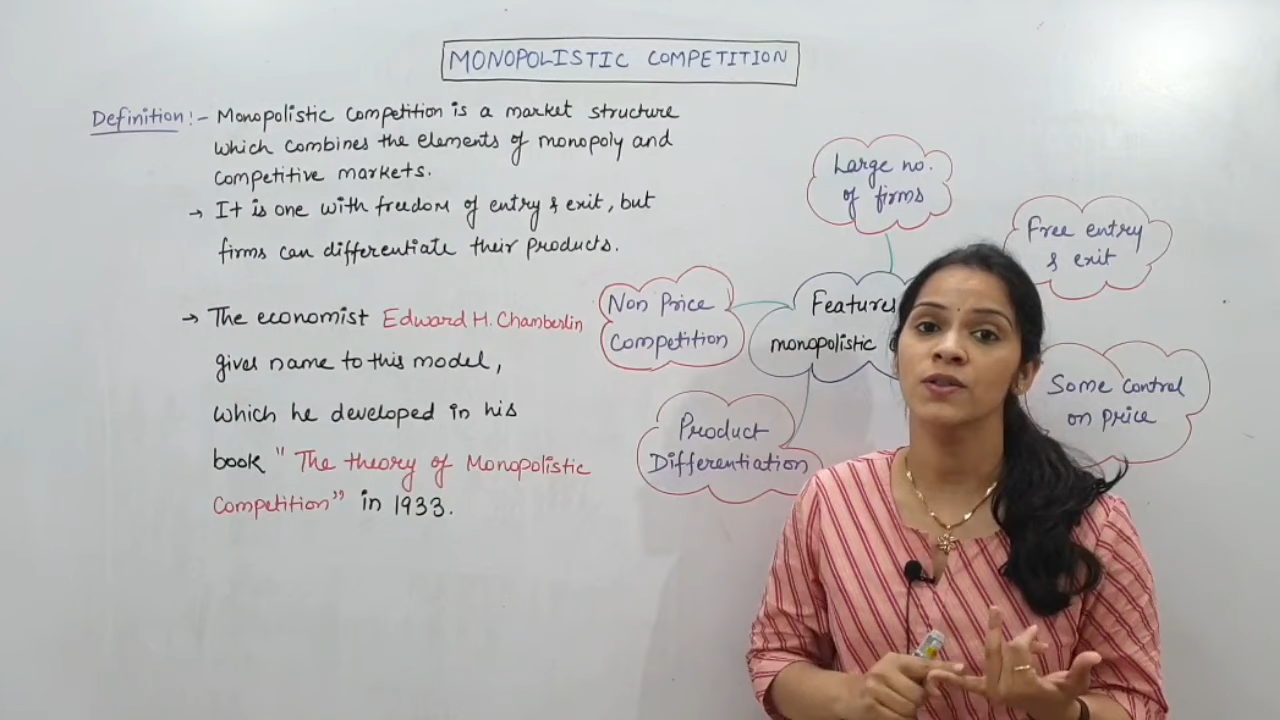 MONOPOLISTIC COMPETITION
Definition:- Monopolistic Competition is a market structure
which combines the elements of monopoly and
competitive markets.
→ It is one with freedom of entry & exit, but
firms can differentiate their products.
→ The economist Edward H. Chamberlin
gives name to this model,
which he developed in his
book "The theory of Monopolistic
Competition" in 1933.
Large no.
of firms
Free entry
& exit
Non Price
Competition
Features
monopolistic
Some control
on price
Product
Differentiation